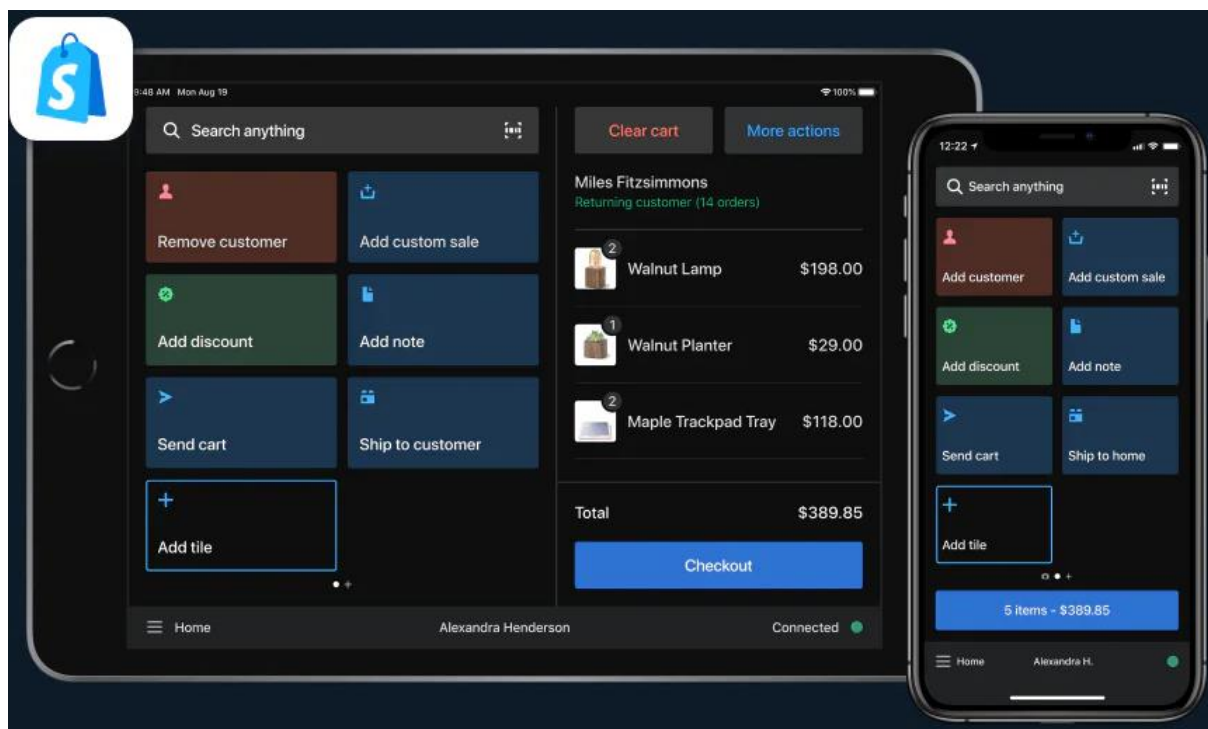 S
9:48 AM Mon Aug 19
100%
Search anything
Clear cart
More actions
Remove customer
Add custom sale
Miles Fitzsimmons
Returning customer (14 orders)
2
Walnut Lamp $198.00
Add discount
Add note
1
Walnut Planter $29.00
Send cart
Ship to customer
2
Maple Trackpad Tray $118.00
Add tile
Total $389.85
Checkout
Home
Alexandra Henderson
Connected
12:22
Search anything
Add customer
Add custom sale
Add discount
Add note
Send cart
Ship to home
Add tile
5 items - $389.85
Home
Alexandra H.